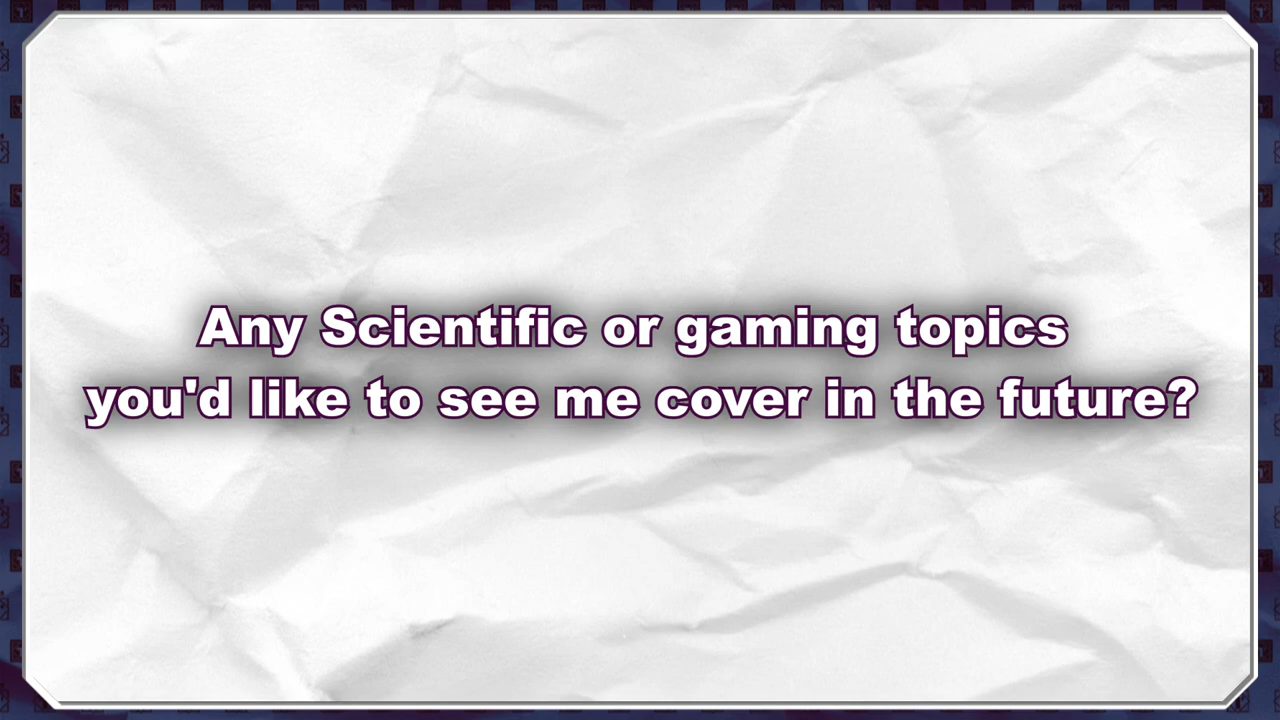 Any Scientific or gaming topics
you'd like to see me cover in the future?